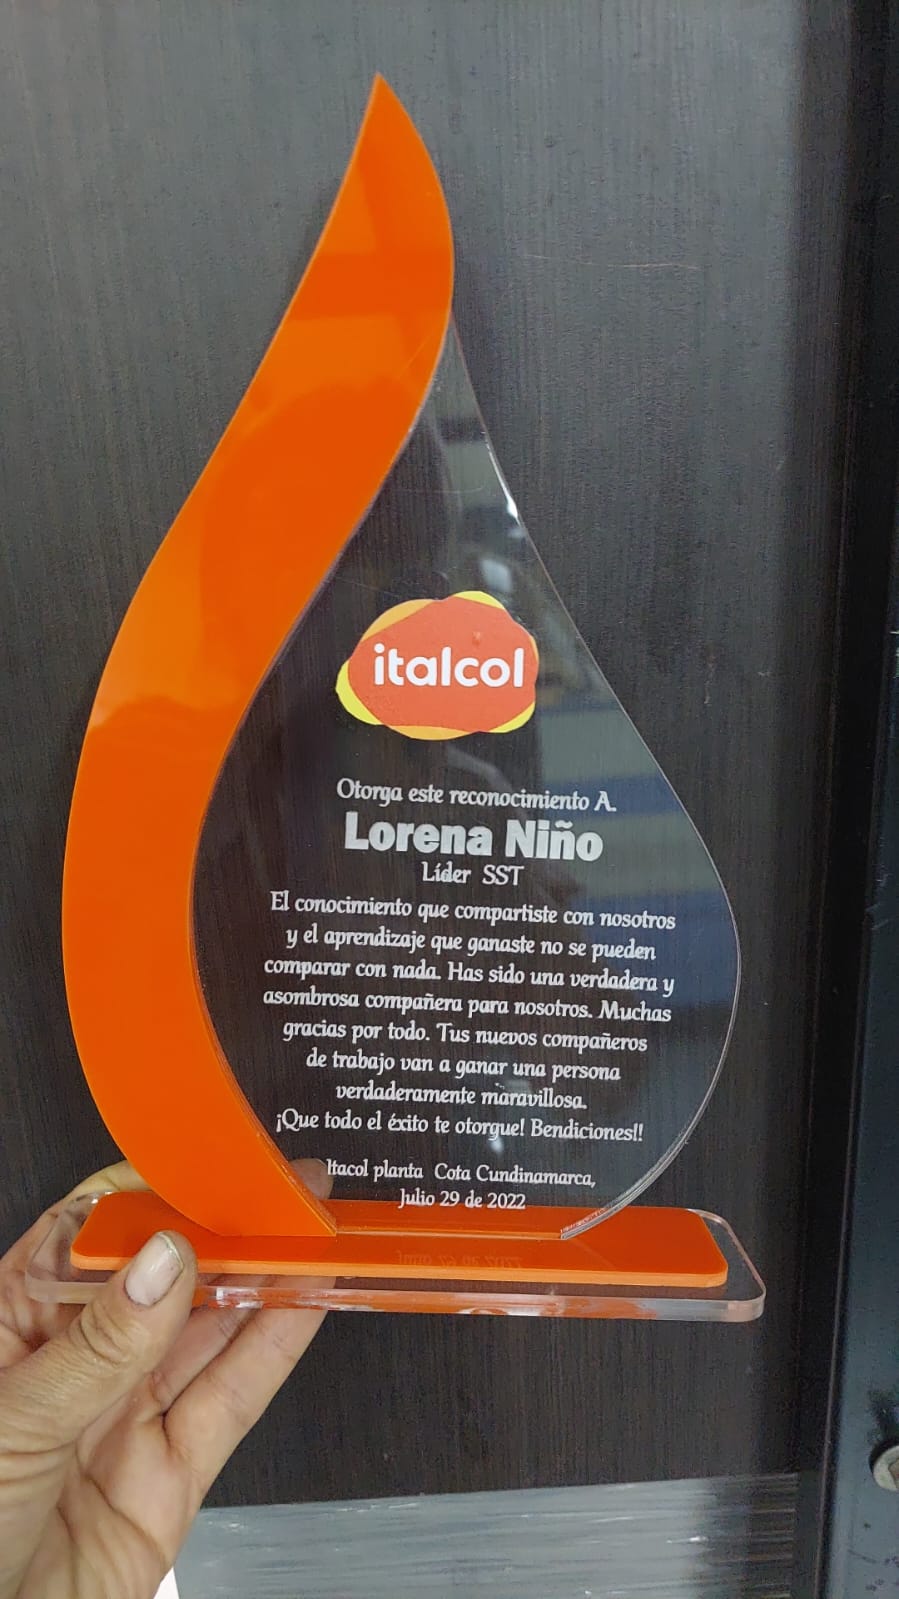 italcol
Otorga este reconocimiento A.
Lorena Niño
Líder SST
El conocimiento que compartiste con nosotros
y el aprendizaje que ganaste no se pueden
comparar con nada. Has sido una verdadera y
asombrosa compañera para nosotros. Muchas
gracias por todo. Tus nuevos compañeros
de trabajo van a ganar una persona
verdaderamente maravillosa.
¡Que todo el éxito te otorgue! Bendiciones!!
Itacol planta Cota Cundinamarca,
Julio 29 de 2022